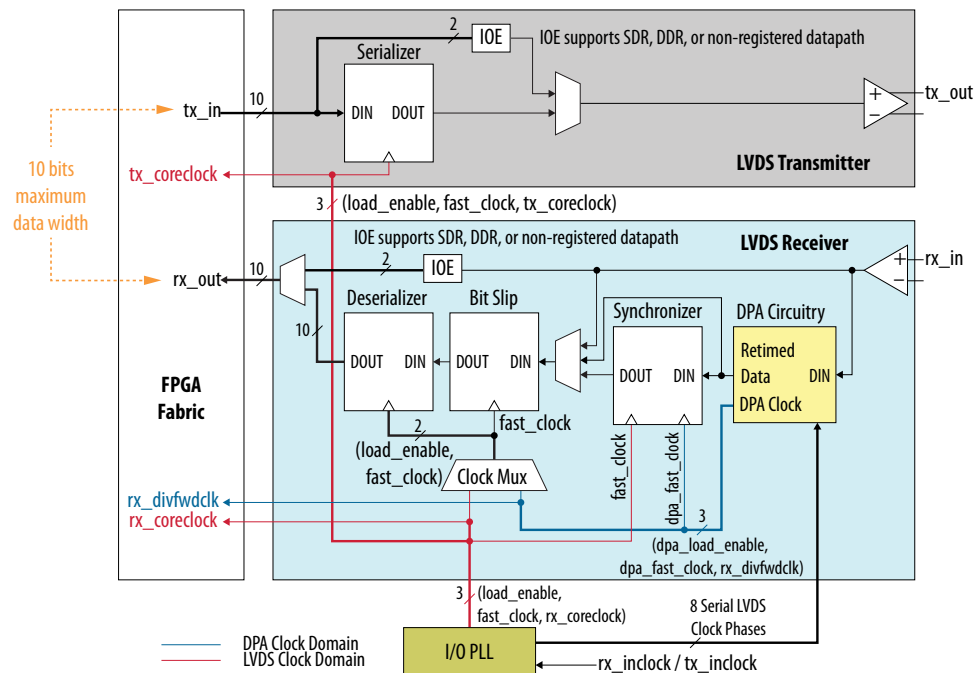 2
IOE
IOE supports SDR, DDR, or non-registered datapath
Serializer
tx_in
10
DIN
DOUT
+
−
tx_out
10 bits
maximum
data width
tx_coreclock
LVDS Transmitter
3
(load_enable, fast_clock, tx_coreclock)
IOE supports SDR, DDR, or non-registered datapath
LVDS Receiver
2
IOE
+
−
rx_in
rx_out
10
10
Deserializer
Bit Slip
Synchronizer
DPA Circuitry
DOUT
DIN
DOUT
DIN
DOUT
DIN
Retimed
Data
DIN
DPA Clock
FPGA
Fabric
2
fast_clock
(load_enable,
fast_clock)
Clock Mux
fast_clock
dpa_fast_clock
rx_divfwdclk
rx_coreclock
3
(dpa_load_enable,
dpa_fast_clock, rx_divfwdclk)
3
(load_enable,
fast_clock, rx_coreclock)
8 Serial LVDS
Clock Phases
DPA Clock Domain
LVDS Clock Domain
I/O PLL
rx_inclock / tx_inclock